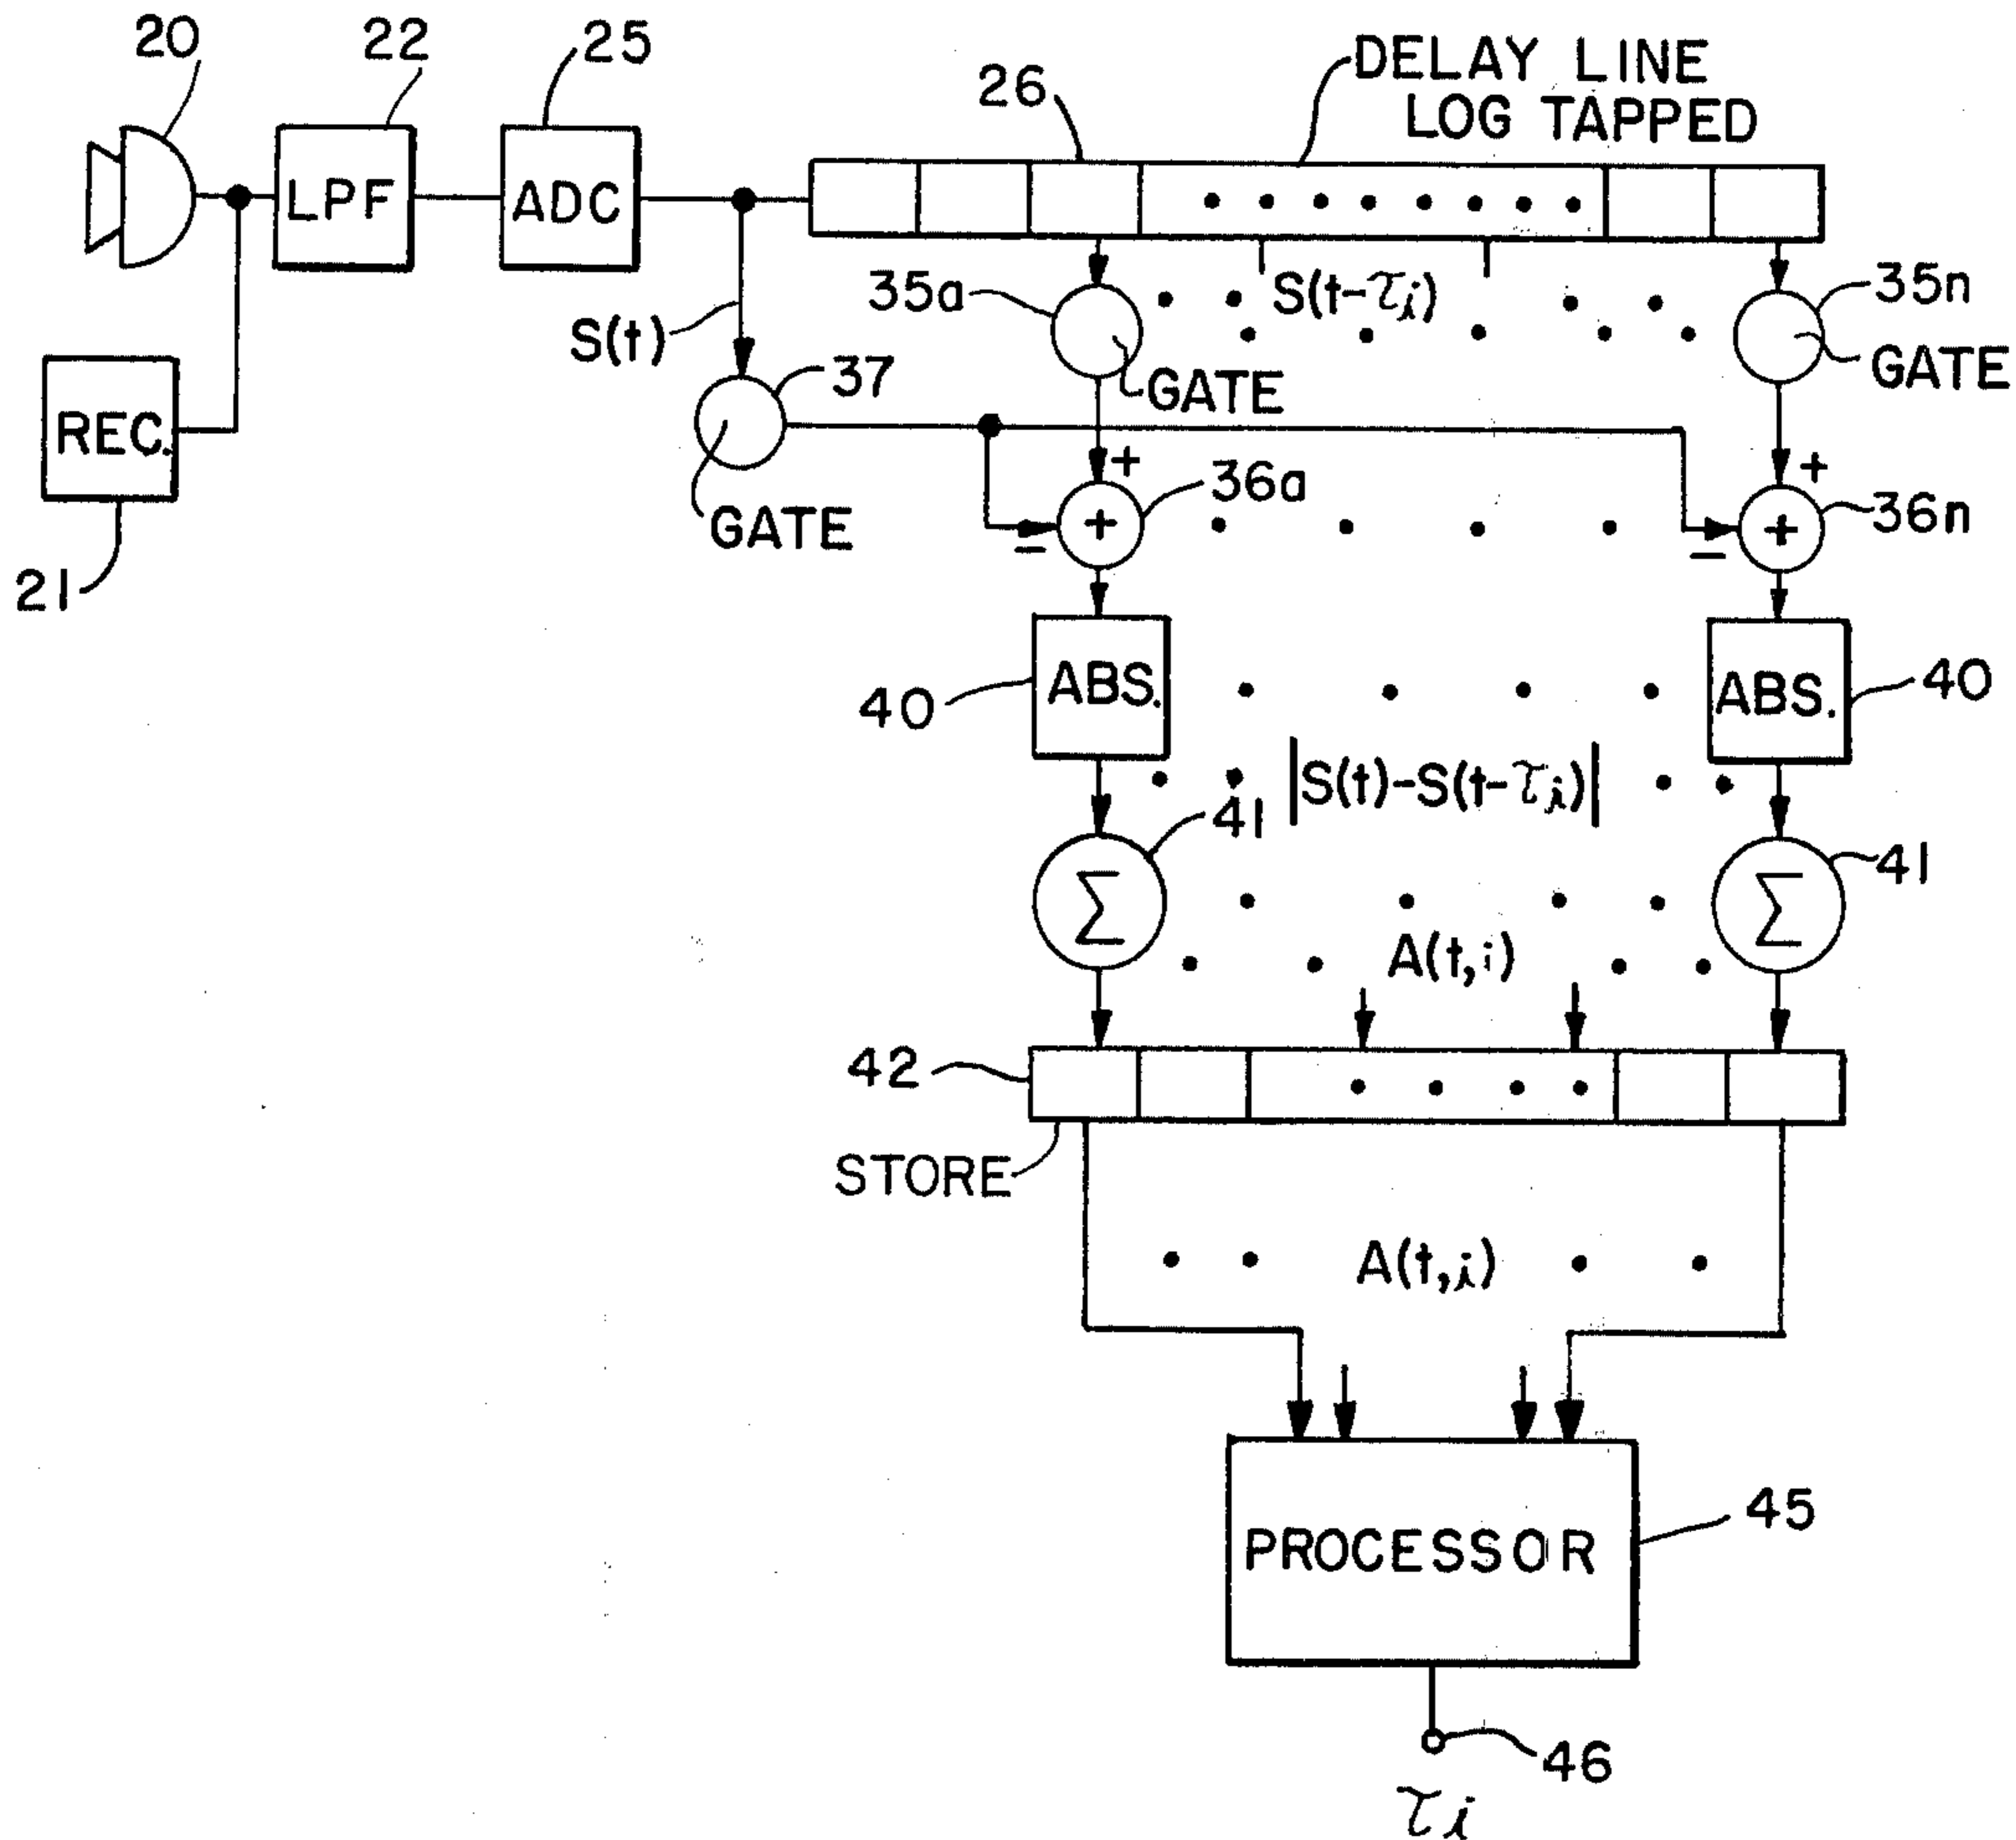 20
22
25
26
DELAY LINE
LOG TAPPED
LPF
ADC
35a
S(t-τi)
35n
S(t)
37
GATE
GATE
REC.
+
+
36a
36n
GATE
+
+
−
−
21
ABS.
ABS.
40
40
|S(t)-S(t-τi)|
41
41
Σ
Σ
A(t,i)
42
STORE
A(t,i)
45
PROCESSOR
46
τi